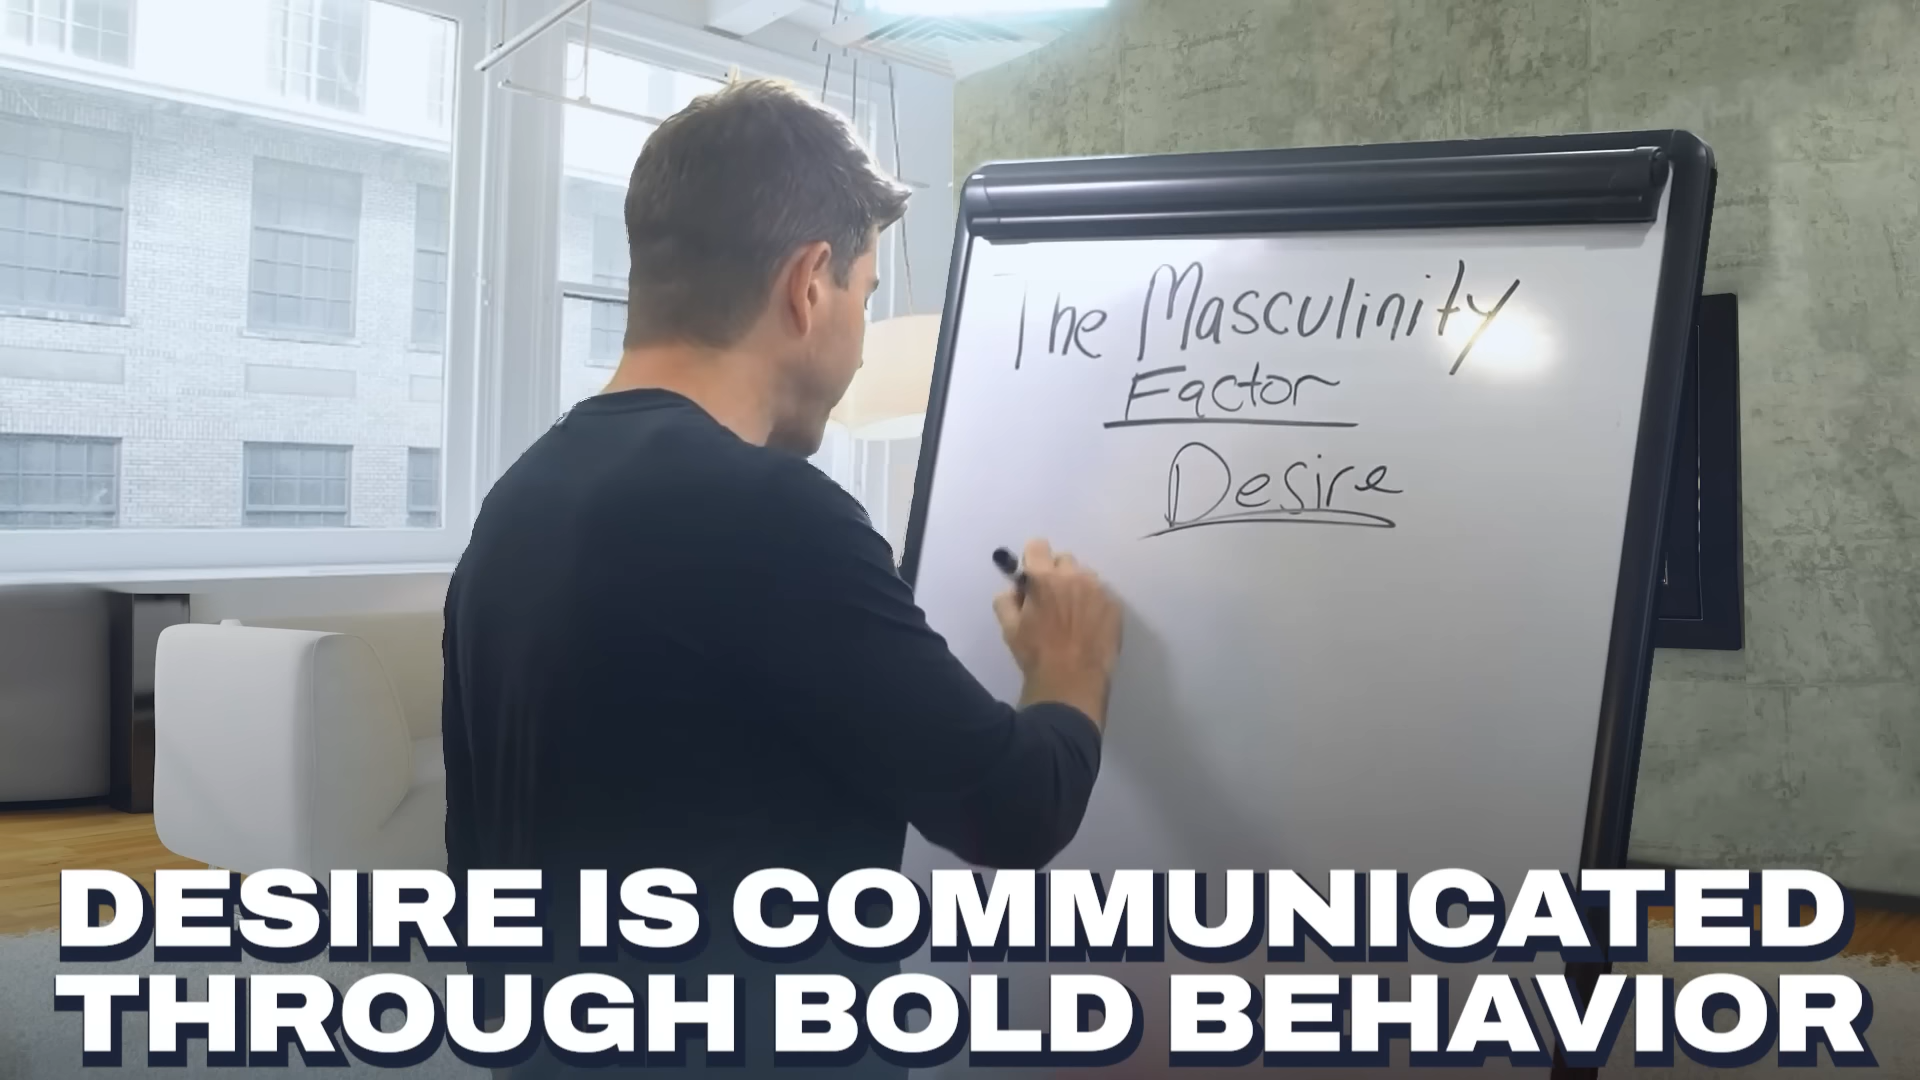 The Masculinity
Factor
Desire
DESIRE IS COMMUNICATED
THROUGH BOLD BEHAVIOR